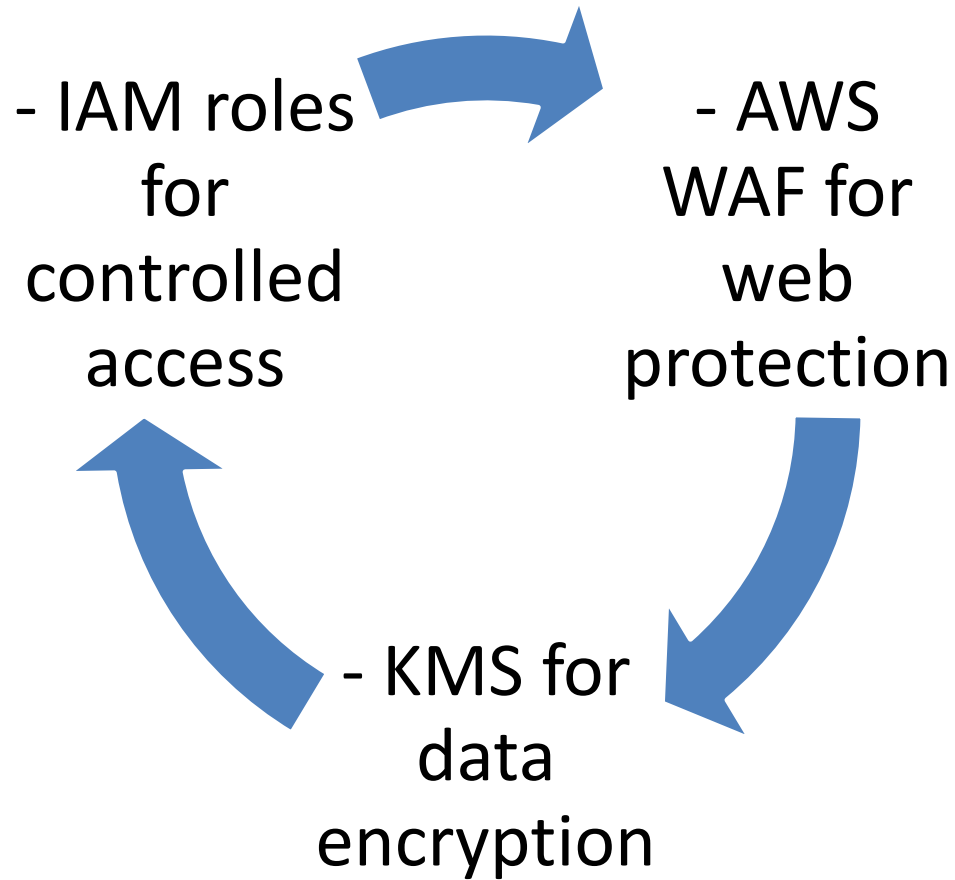 - IAM roles
for
controlled
access
- AWS
WAF for
web
protection
- KMS for
data
encryption